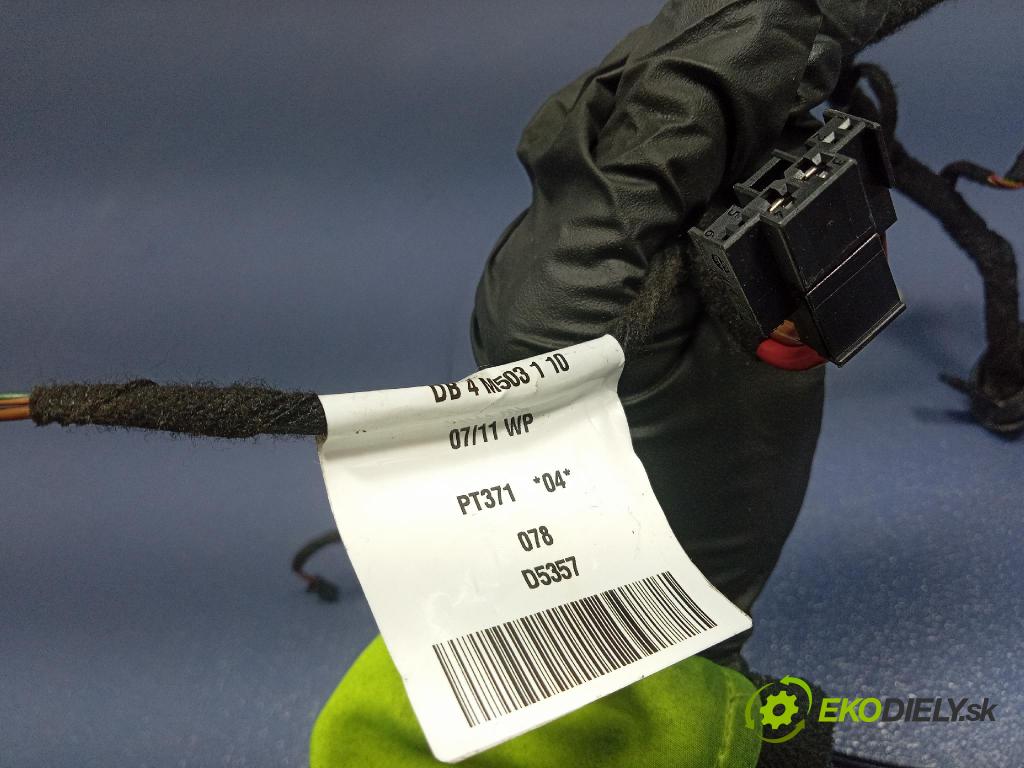 DB 4 M503 1 10
07/11 WP
PT371 *04*
078
D5357
EKODIELY.sk